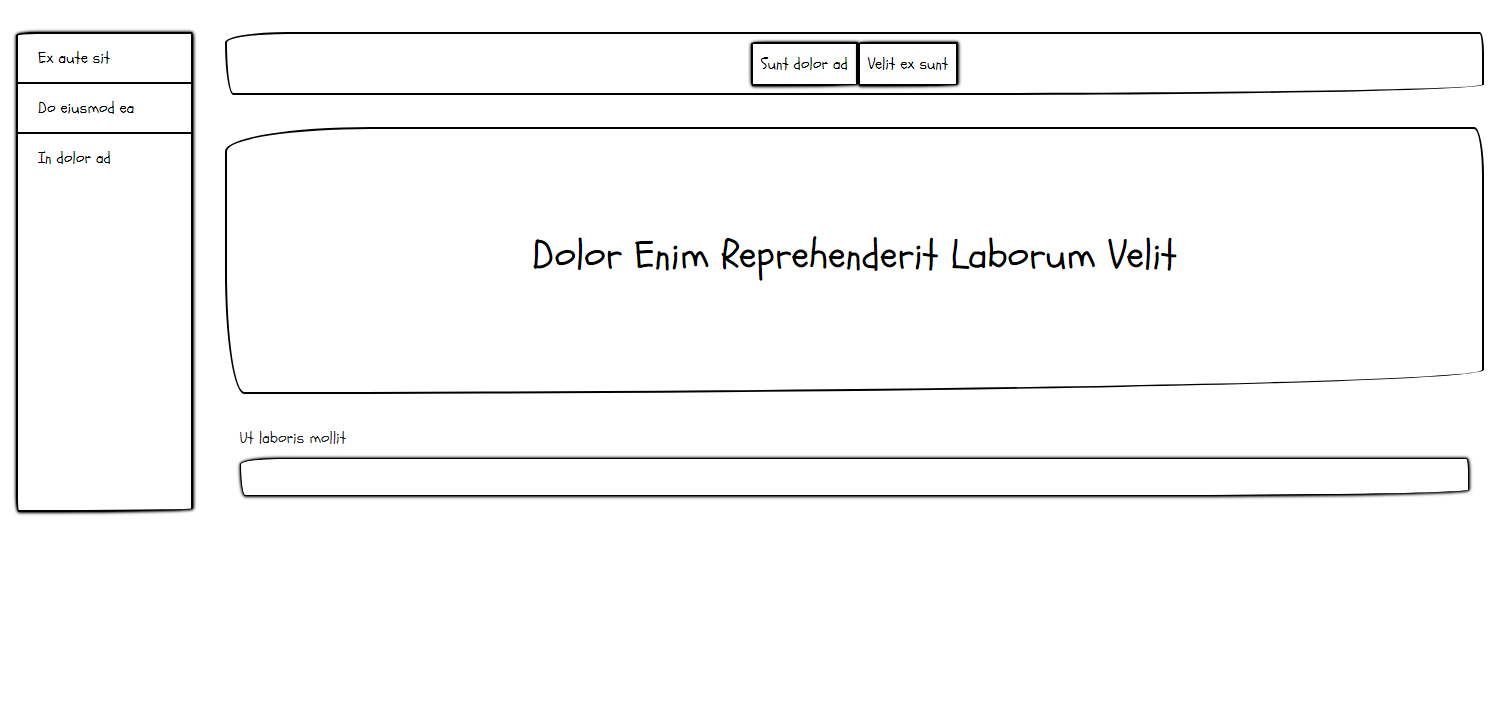 Ex aute sit
Do eiusmod ea
In dolor ad
Sunt dolor ad
Velit ex sunt
Dolor Enim Reprehenderit Laborum Velit
Ut laboris mollit